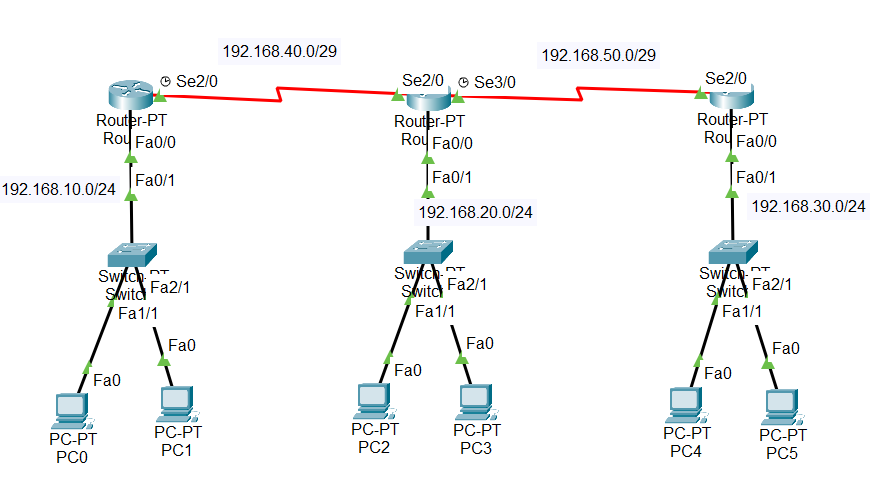 192.168.40.0/29
192.168.50.0/29
Se2/0
Se2/0
Se3/0
Se2/0
Router-PT
Rou
Fa0/0
Router-PT
Rou
Fa0/0
Router-PT
Rou
Fa0/0
Fa0/1
Fa0/1
Fa0/1
192.168.10.0/24
192.168.20.0/24
192.168.30.0/24
Switch-PT
Switc
Fa2/1
Fa1/1
Switch-PT
Switc
Fa2/1
Fa1/1
Switch-PT
Switc
Fa2/1
Fa1/1
Fa0
Fa0
Fa0
Fa0
Fa0
Fa0
PC-PT
PC0
PC-PT
PC1
PC-PT
PC2
PC-PT
PC3
PC-PT
PC4
PC-PT
PC5